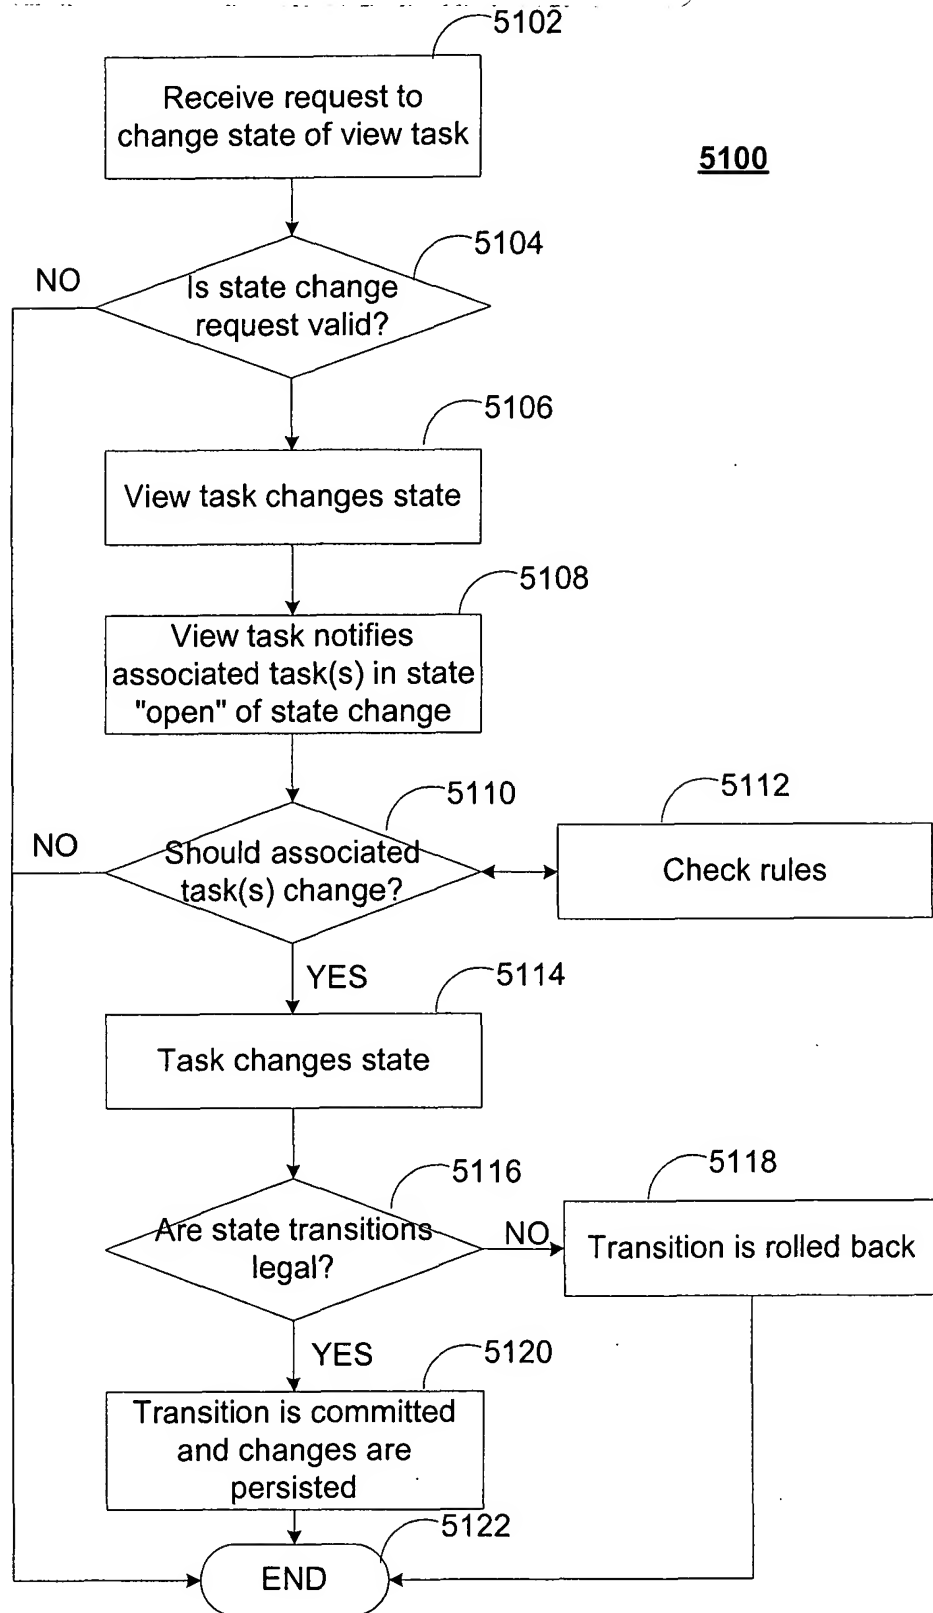 5102
Receive request to
change state of view task
5100
5104
NO
Is state change
request valid?
5106
View task changes state
5108
View task notifies
associated task(s) in state
"open" of state change
5110
5112
NO
Should associated
task(s) change?
Check rules
YES
5114
Task changes state
5116
5118
Are state transitions
legal?
NO
Transition is rolled back
YES
5120
Transition is committed
and changes are
persisted
5122
END